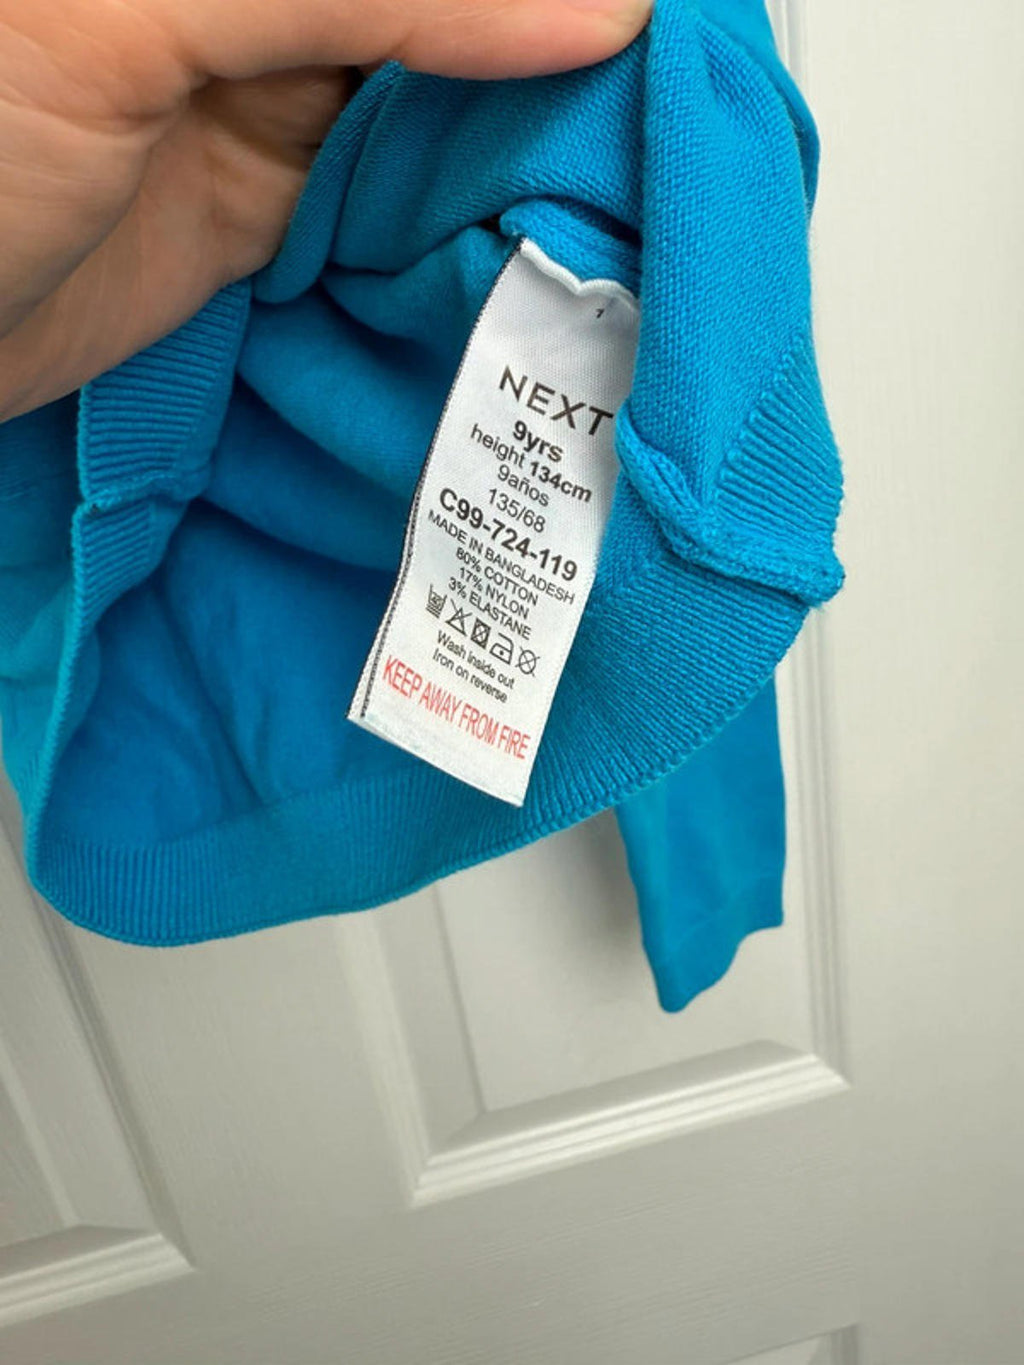 1
NEXT
9yrs
height 134cm
9años
135/68
C99-724-119
MADE IN BANGLADESH
80% COTTON
17% NYLON
3% ELASTANE
Wash inside out
Iron on reverse
KEEP AWAY FROM FIRE